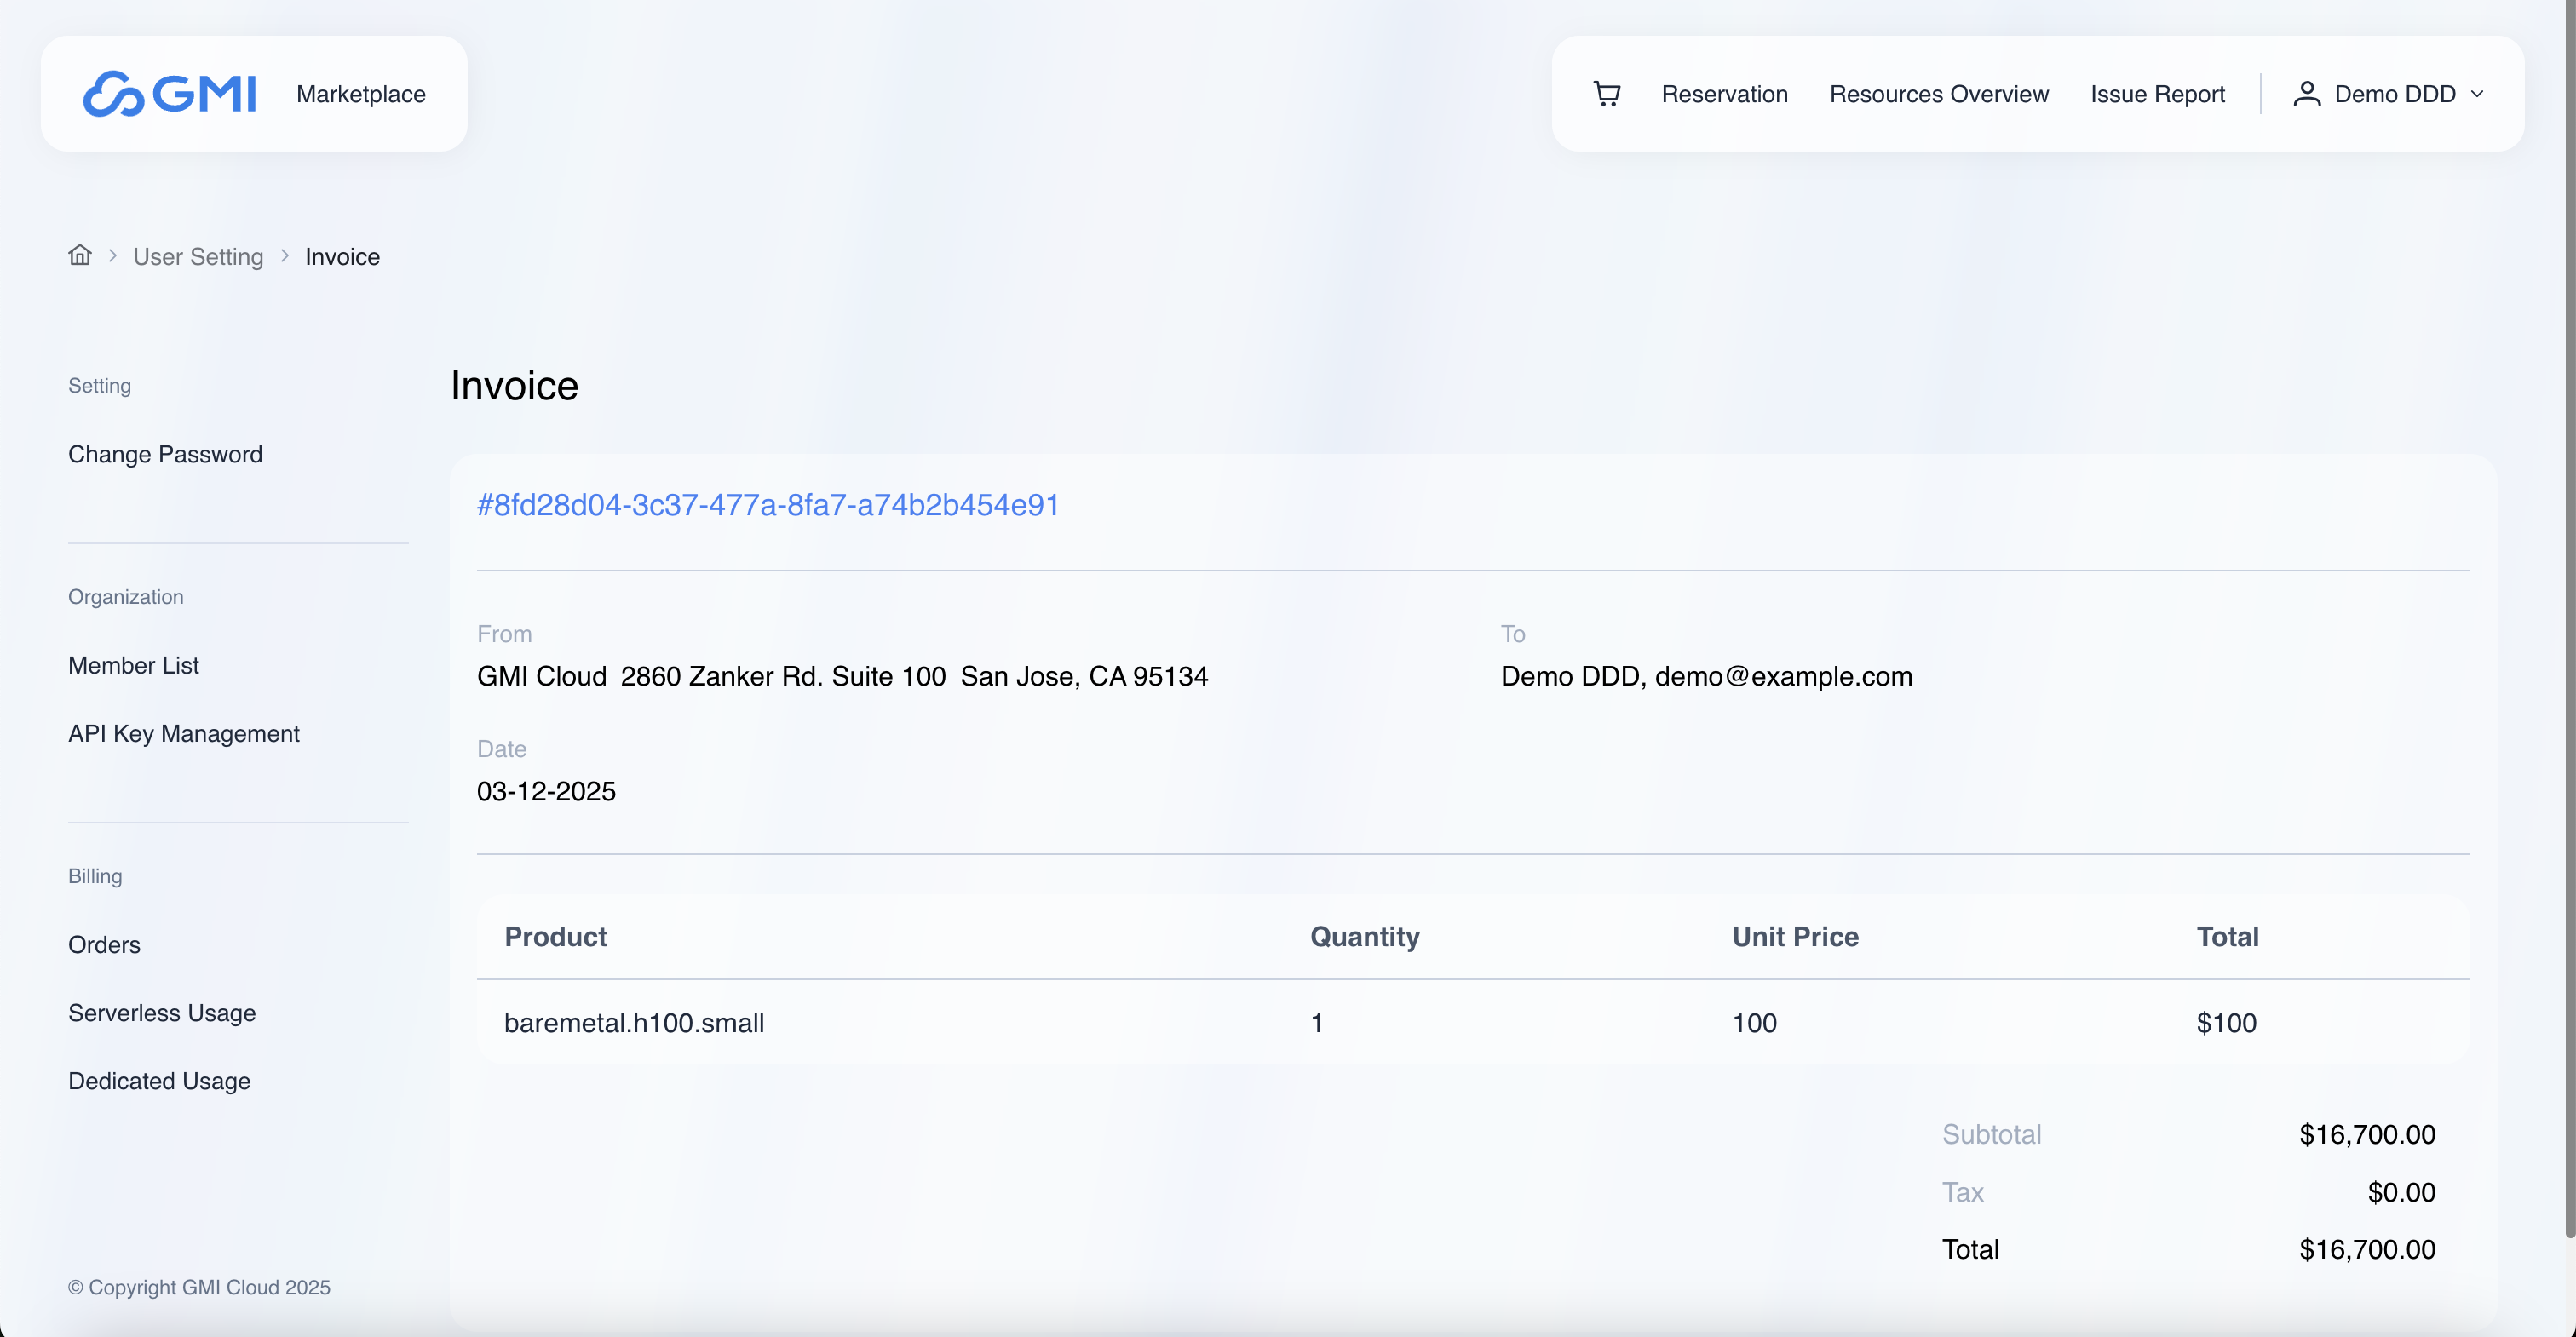 GMI Marketplace
Reservation Resources Overview Issue Report Demo DDD
User Setting Invoice
Setting
Change Password
Organization
Member List
API Key Management
Billing
Orders
Serverless Usage
Dedicated Usage
© Copyright GMI Cloud 2025
Invoice
#8fd28d04-3c37-477a-8fa7-a74b2b454e91
From
GMI Cloud 2860 Zanker Rd. Suite 100 San Jose, CA 95134
To
Demo DDD, demo@example.com
Date
03-12-2025
Product Quantity Unit Price Total
baremetal.h100.small 1 100 $100
Subtotal $16,700.00
Tax $0.00
Total $16,700.00